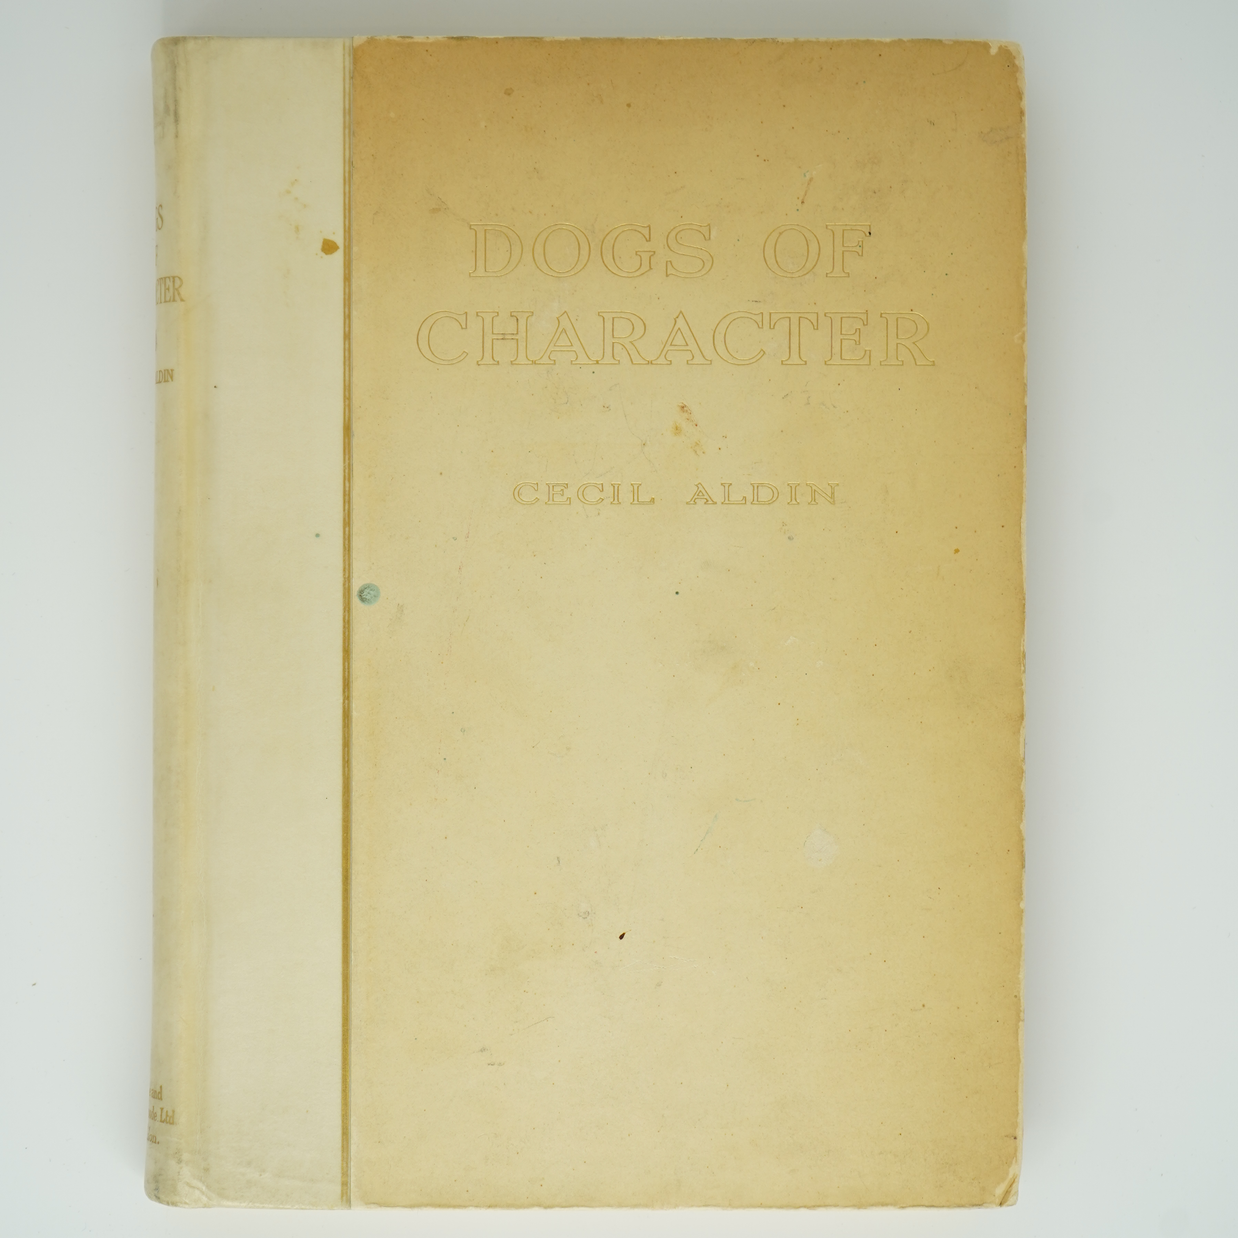 DOGS OF
CHARACTER
CECIL ALDIN